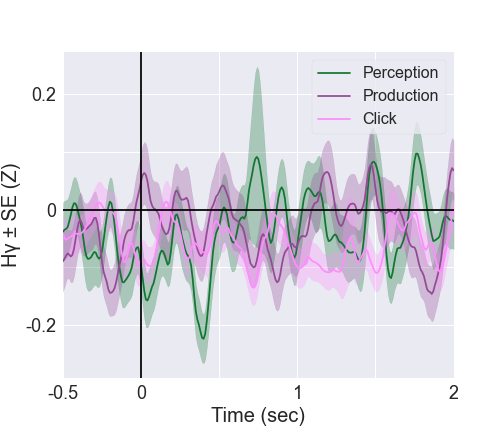 Perception
Production
Click
0.2
0
-0.2
Hγ ± SE (Z)
-0.5
0
1
2
Time (sec)